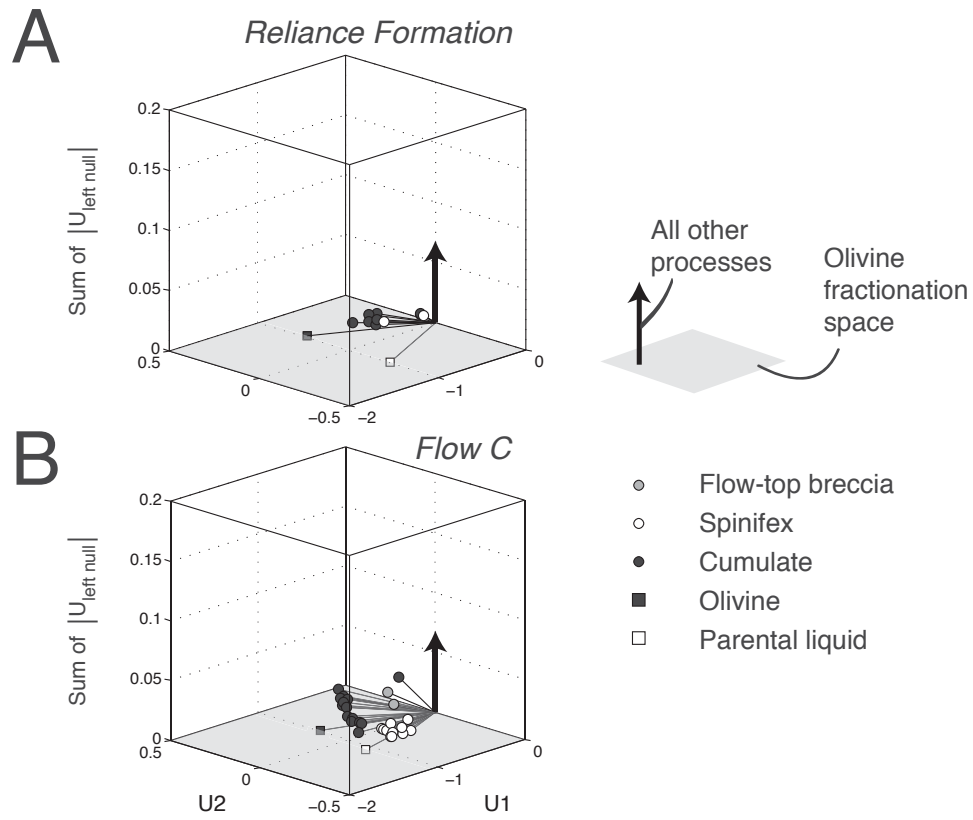 A
Reliance Formation
0.2
0.15
0.1
0.05
0
0.5
0
−0.5
−2
−1
0
Sum of |U left null|
All other
processes
Olivine
fractionation
space
B
Flow C
0.2
0.15
0.1
0.05
0
0.5
0
−0.5
−2
−1
0
Sum of |U left null|
U2
U1
Flow-top breccia
Spinifex
Cumulate
Olivine
Parental liquid